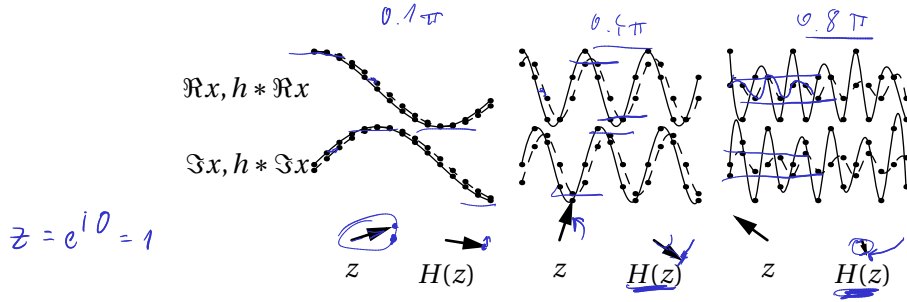 0.1π 0.4π 0.8π
ℜx, h ∗ ℜx
ℑx, h ∗ ℑx
z = e^{i0} = 1
z H(z) z H(z) z H(z)